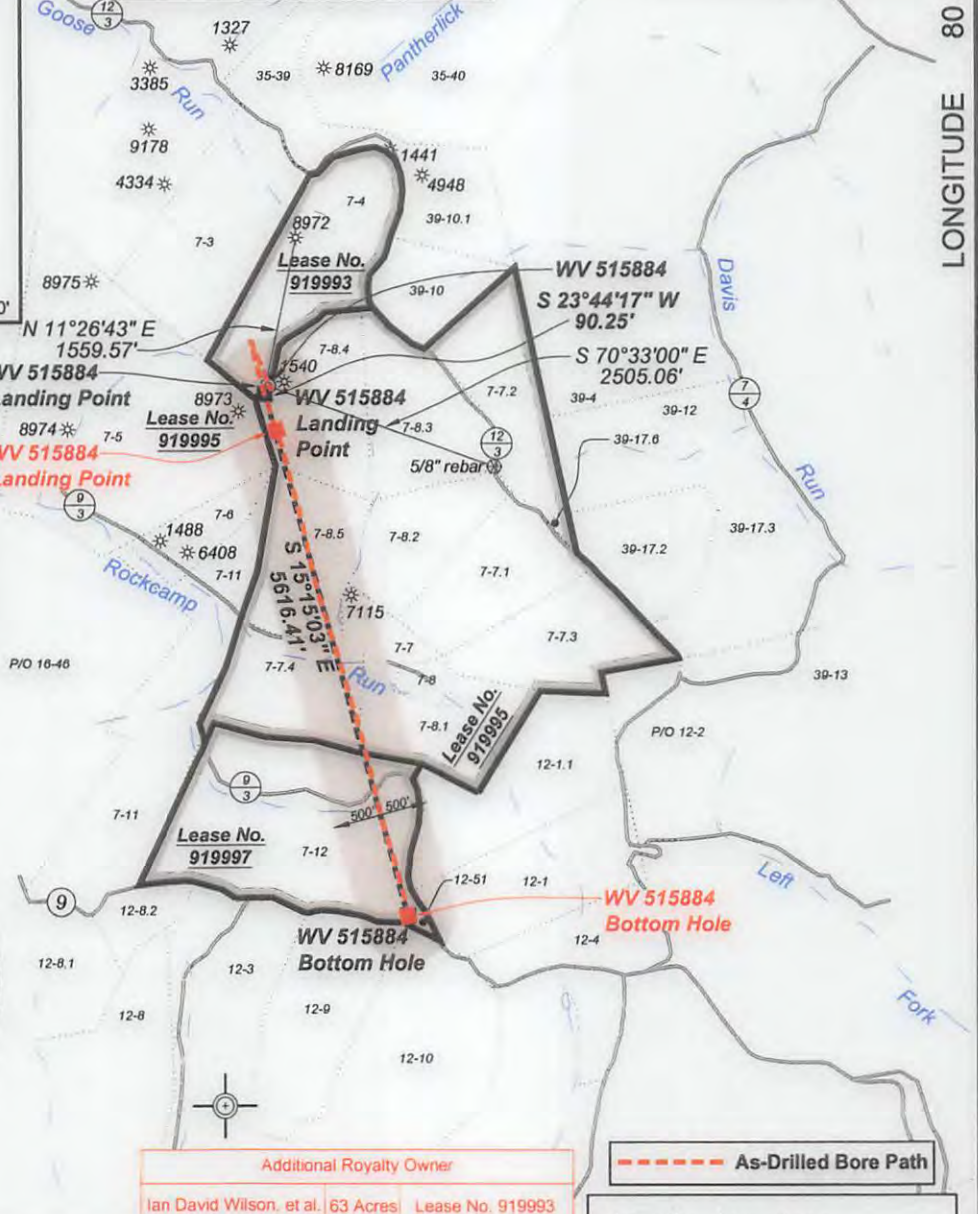 80
LONGITUDE
Goose
12
3
1327
3385
Run
35-39
8169
Pantherlick
35-40
9178
4334
1441
4948
7-4
39-10.1
7-3
8972
Lease No.
919993
39-10
8975
0'
N 11°26'43" E
1559.57'
WV 515884
S 23°44'17" W
90.25'
S 70°33'00" E
2505.06'
Davis
7
4
Run
7-8.4
1540
WV 515884
Landing Point
8973
Lease No.
919995
8974
7-5
WV 515884
Landing
Point
7-7.2
7-8.3
39-4
39-12
39-17.6
12
3
5/8" rebar
WV 515884
Landing Point
9
3
7-6
1488
6408
7-11
Rockcamp
7-8.5
7-8.2
39-17.2
39-17.3
S 15°15'03" E
5616.41'
7115
7-7.1
7-7.3
7-7
7-8
7-7.4
Run
7-8.1
P/O 16-46
39-13
P/O 12-2
Lease No.
919995
12-1.1
9
3
500' 500'
7-11
Lease No.
919997
7-12
12-51
12-1
Left
9
12-8.2
WV 515884
Bottom Hole
WV 515884
Bottom Hole
12-4
12-8.1
12-3
12-9
12-8
Fork
12-10
Additional Royalty Owner
Ian David Wilson, et al. 63 Acres Lease No. 919993
As-Drilled Bore Path